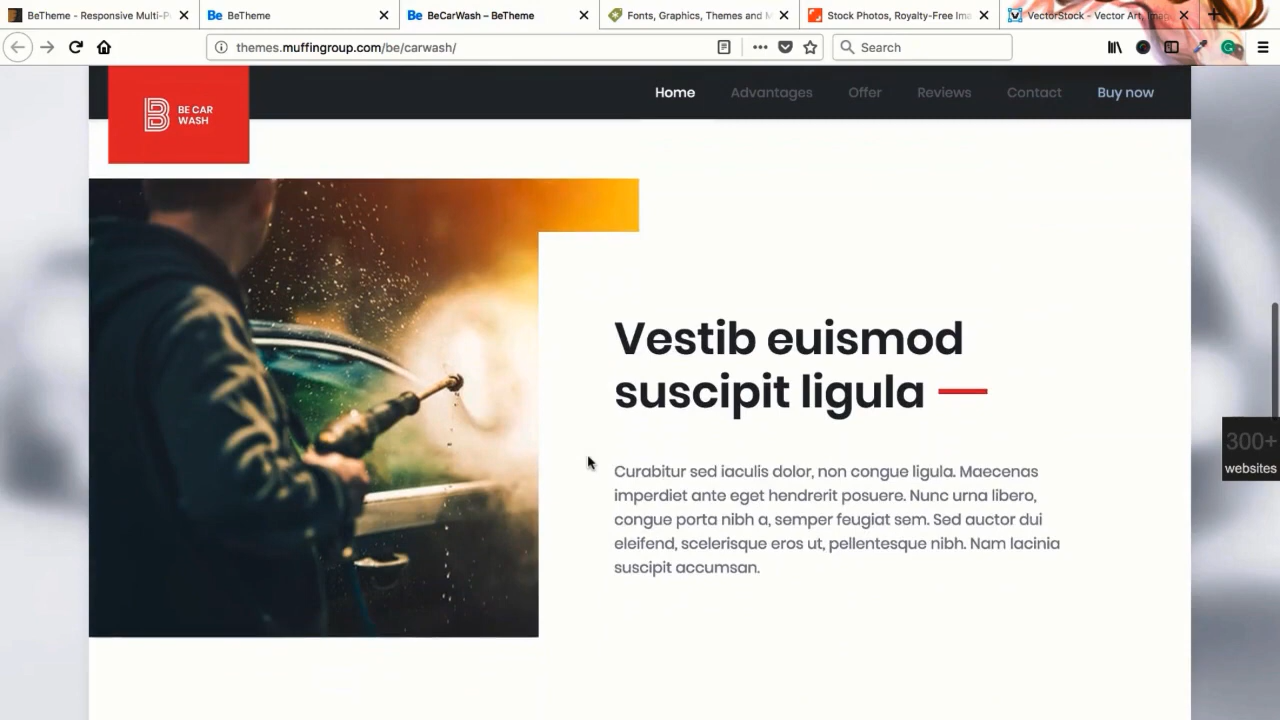 BeTheme - Responsive Multi-P
BeTheme
BeCarWash – BeTheme
Fonts, Graphics, Themes and M
Stock Photos, Royalty-Free Ima
VectorStock - Vector Art, Imag
themes.muffingroup.com/be/carwash/
Search
BE CAR
WASH
Home
Advantages
Offer
Reviews
Contact
Buy now
Vestib euismod
suscipit ligula
Curabitur sed iaculis dolor, non congue ligula. Maecenas
imperdiet ante eget hendrerit posuere. Nunc urna libero,
congue porta nibh a, semper feugiat sem. Sed auctor dui
eleifend, scelerisque eros ut, pellentesque nibh. Nam lacinia
suscipit accumsan.
300+
websites